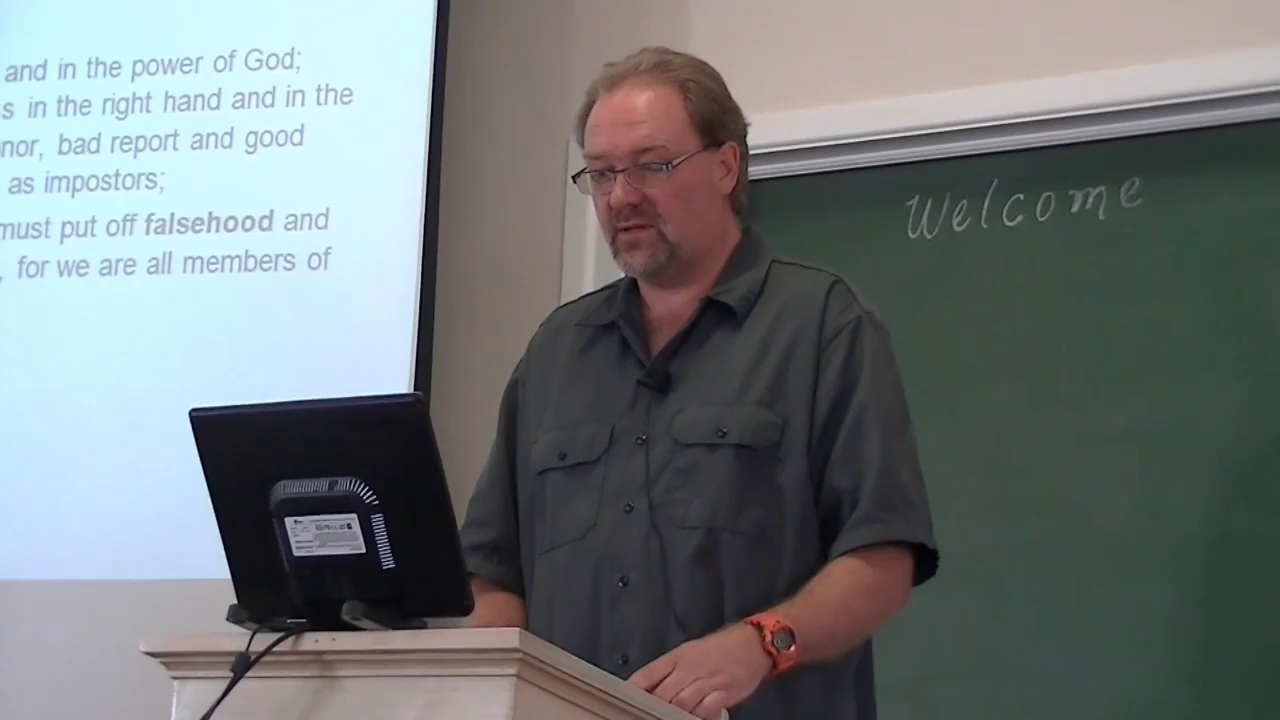 and in the power of God;
s in the right hand and in the
nor, bad report and good
as impostors;
must put off falsehood and
, for we are all members of
Welcome